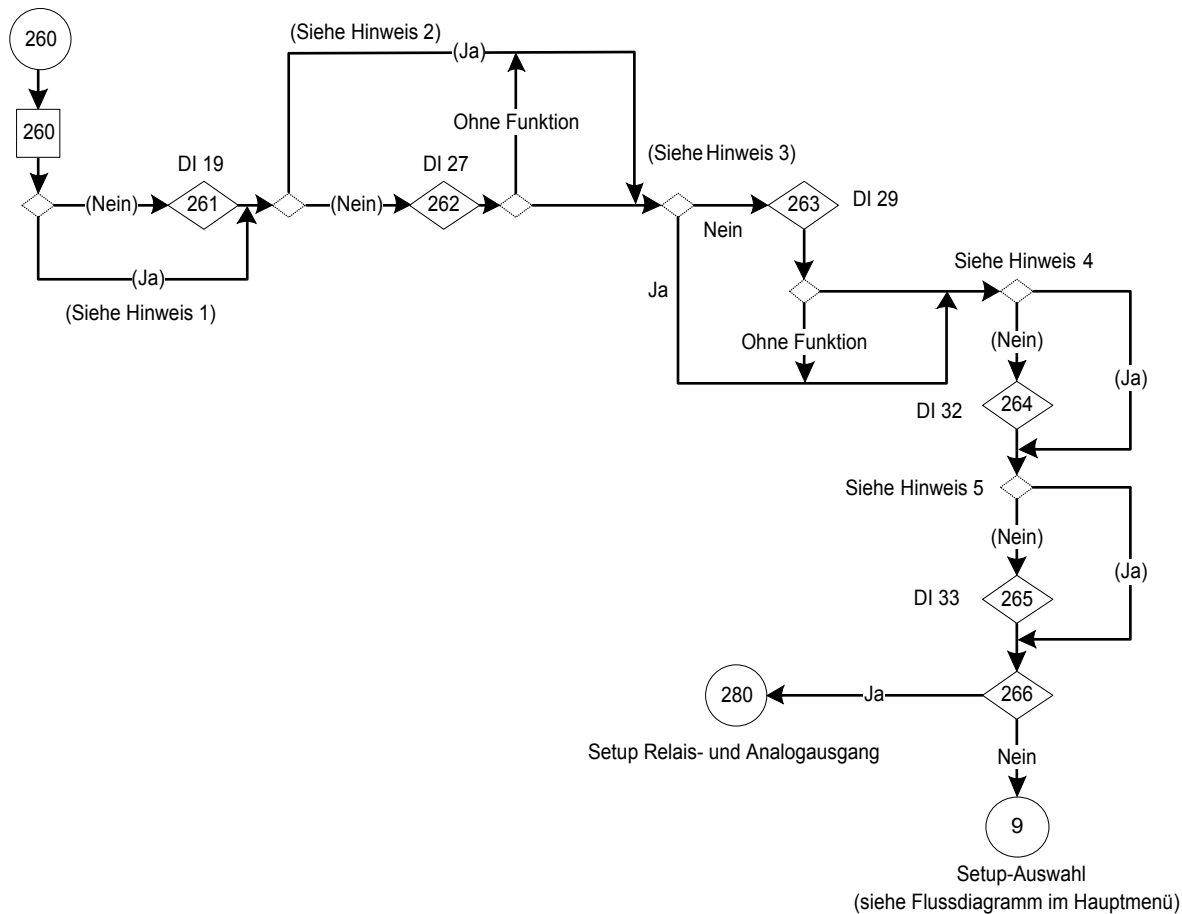 260
(Siehe Hinweis 2)
(Ja)
260
Ohne Funktion
(Siehe Hinweis 3)
DI 19
DI 27
(Nein)
261
(Nein)
262
263
DI 29
Nein
(Ja)
(Siehe Hinweis 1)
Ja
Siehe Hinweis 4
Ohne Funktion
(Nein)
(Ja)
DI 32
264
Siehe Hinweis 5
(Nein)
(Ja)
DI 33
265
280
Ja
266
Setup Relais- und Analogausgang
Nein
9
Setup-Auswahl
(siehe Flussdiagramm im Hauptmenü)